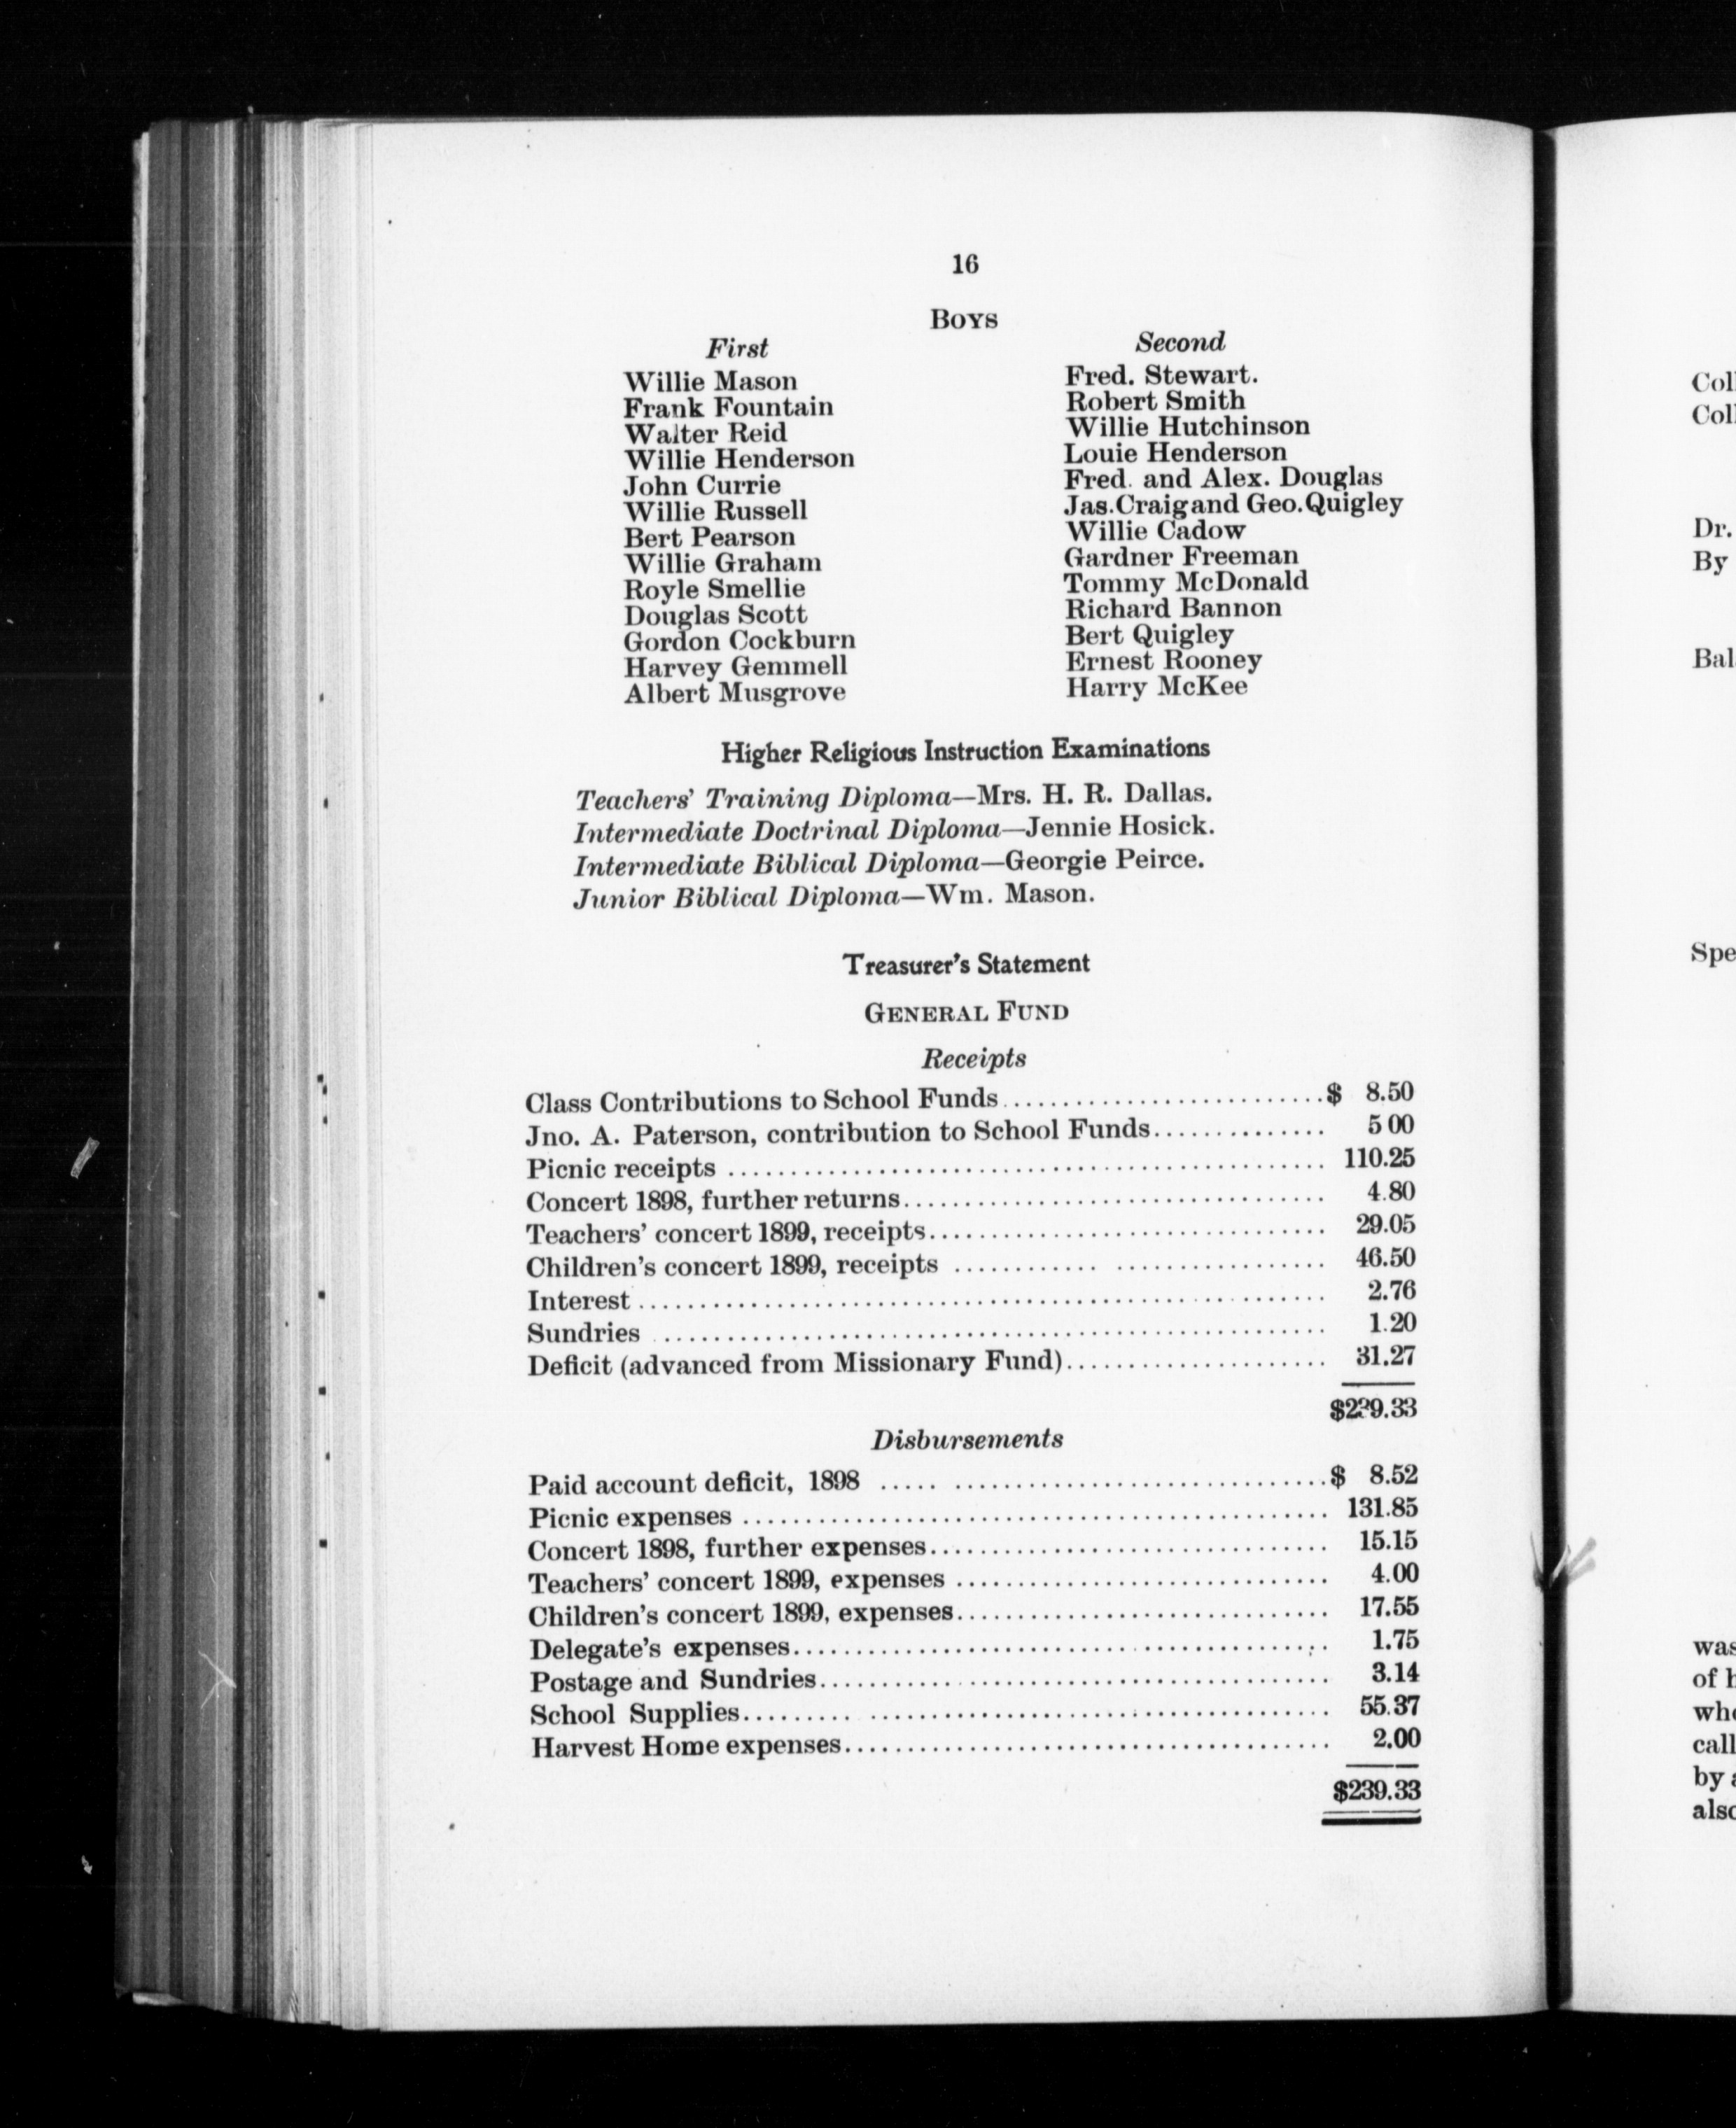 16
Boys
First
Willie Mason
Frank Fountain
Walter Reid
Willie Henderson
John Currie
Willie Russell
Bert Pearson
Willie Graham
Royle Smellie
Douglas Scott
Gordon Cockburn
Harvey Gemmell
Albert Musgrove
Second
Fred. Stewart.
Robert Smith
Willie Hutchinson
Louie Henderson
Fred. and Alex. Douglas
Jas. Craig and Geo. Quigley
Willie Cadow
Gardner Freeman
Tommy McDonald
Richard Bannon
Bert Quigley
Ernest Rooney
Harry McKee
Higher Religious Instruction Examinations
Teachers' Training Diploma—Mrs. H. R. Dallas.
Intermediate Doctrinal Diploma—Jennie Hosick.
Intermediate Biblical Diploma—Georgie Peirce.
Junior Biblical Diploma—Wm. Mason.
Treasurer's Statement
General Fund
Receipts
Class Contributions to School Funds..........................$ 8.50
Jno. A. Paterson, contribution to School Funds.............. 5 00
Picnic receipts ................................................ 110.25
Concert 1898, further returns.................................. 4.80
Teachers' concert 1899, receipts................................ 29.05
Children's concert 1899, receipts ............ ................. 46.50
Interest ....................................................... 2.76
Sundries ...................................................... 1.20
Deficit (advanced from Missionary Fund)..................... 31.27
$239.33
Disbursements
Paid account deficit, 1898 ..... ..............................$ 8.52
Picnic expenses ............................................... 131.85
Concert 1898, further expenses................................ 15.15
Teachers' concert 1899, expenses .............................. 4.00
Children's concert 1899, expenses.............................. 17.55
Delegate's expenses........................................... 1.75
Postage and Sundries......................................... 3.14
School Supplies......... ..................................... 55.37
Harvest Home expenses....................................... 2.00
$239.33
Dr.
By
was
of
by